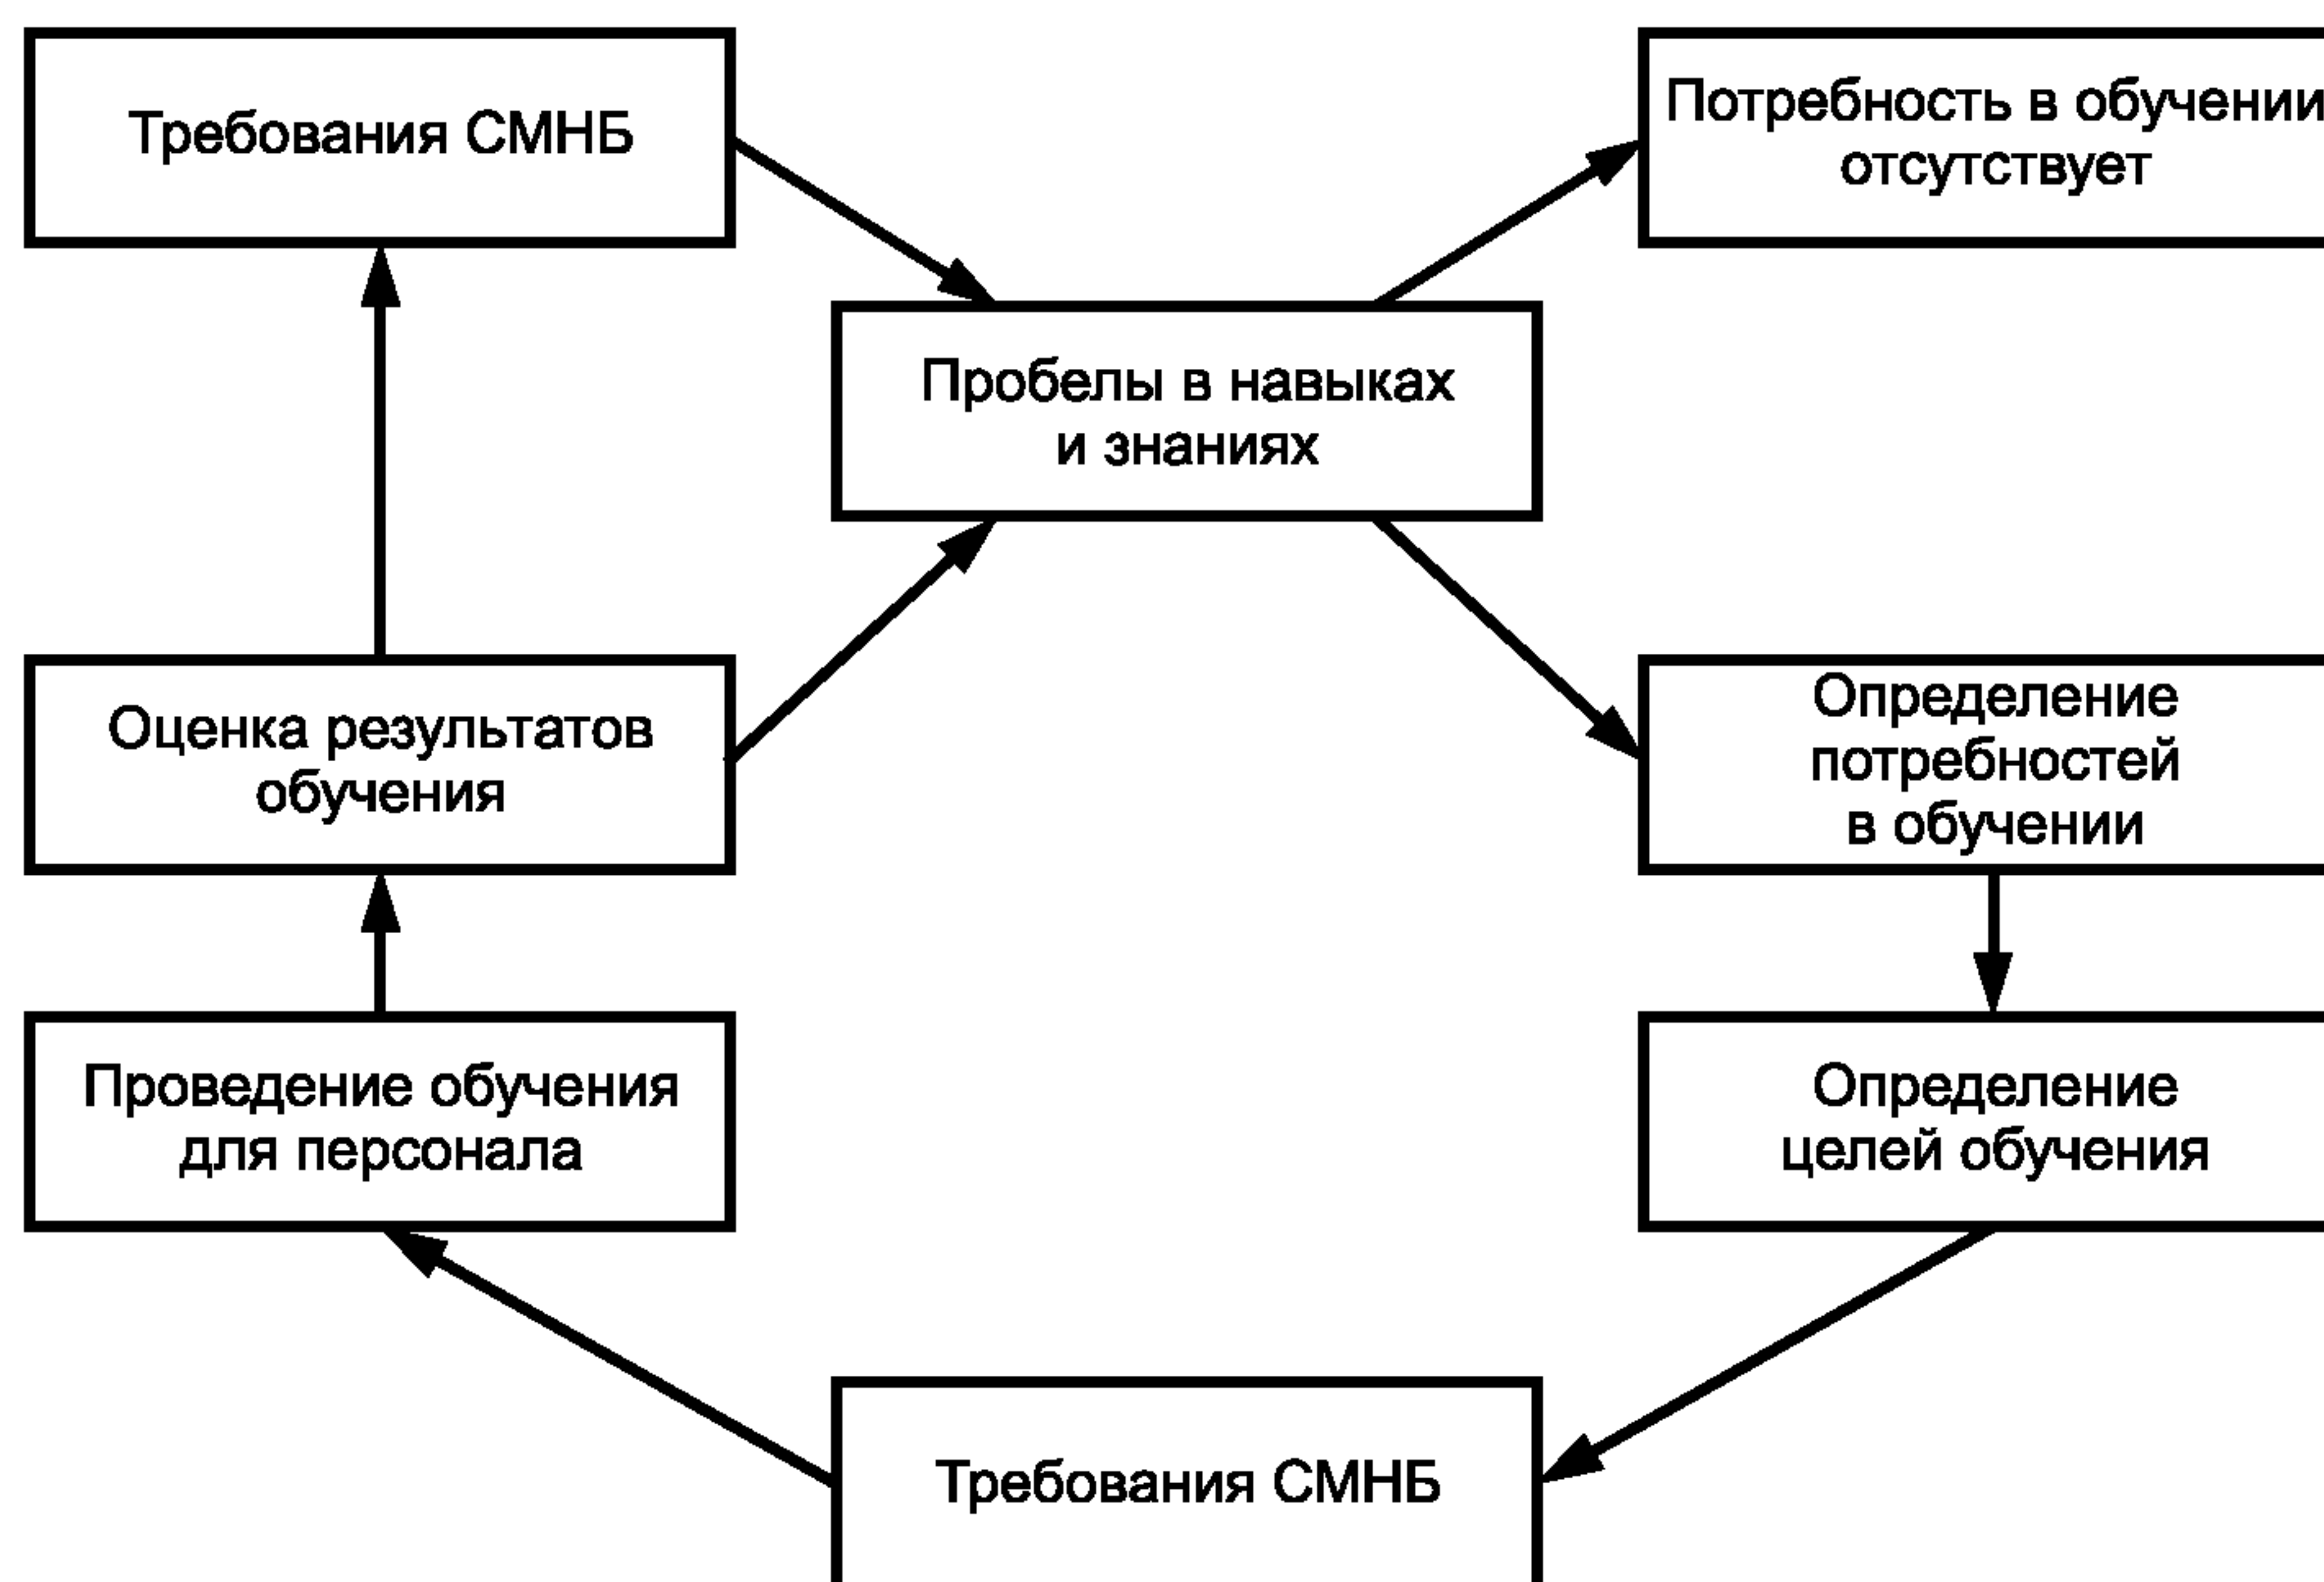 Требования СМНБ
Потребность в обучении
отсутствует
Пробелы в навыках
и знаниях
Оценка результатов
обучения
Определение
потребностей
в обучении
Проведение обучения
для персонала
Определение
целей обучения
Требования СМНБ